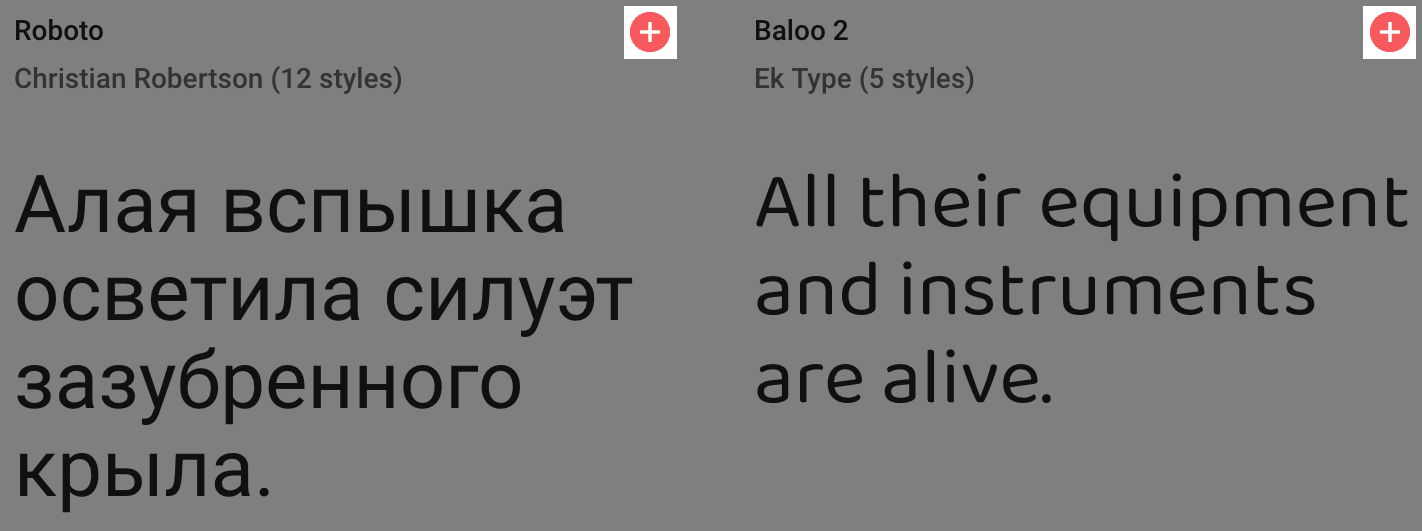 Roboto
Christian Robertson (12 styles)
Алая вспышка
осветила силуэт
зазубренного
крыла.
Baloo 2
Ek Type (5 styles)
All their equipment
and instruments
are alive.